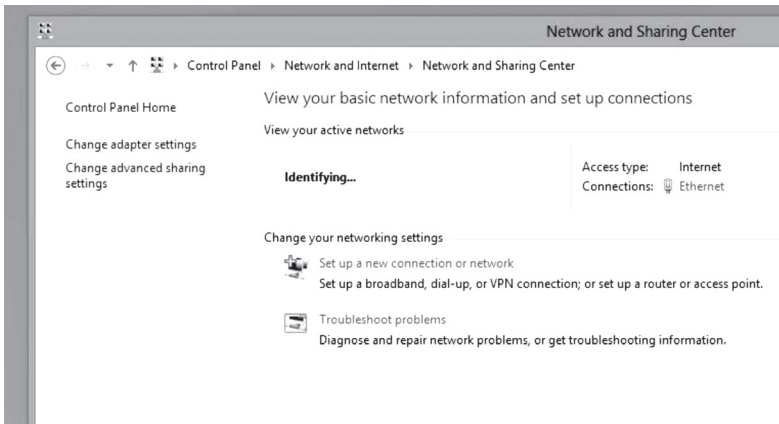 Network and Sharing Center
Control Panel Network and Internet Network and Sharing Center
Control Panel Home
Change adapter settings
Change advanced sharing
settings
View your basic network information and set up connections
View your active networks
Identifying...
Access type: Internet
Connections: Ethernet
Change your networking settings
Set up a new connection or network
Set up a broadband, dial-up, or VPN connection; or set up a router or access point.
Troubleshoot problems
Diagnose and repair network problems, or get troubleshooting information.